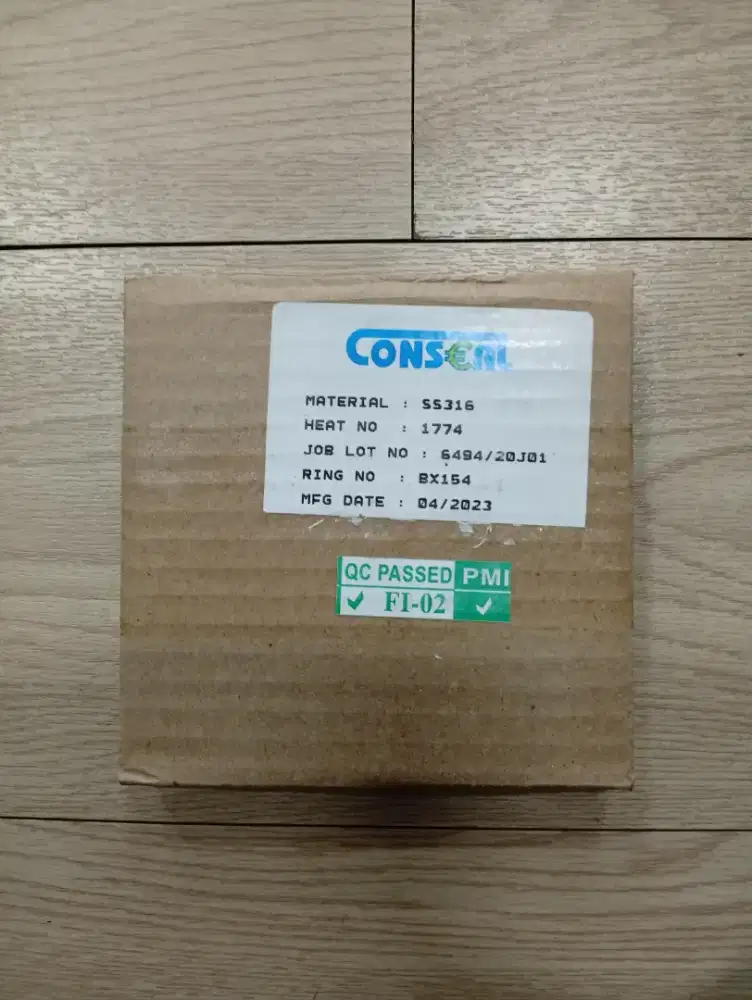 CONSEAL
MATERIAL : SS316
HEAT NO : 1774
JOB LOT NO : 6494/20J01
RING NO : BX154
MFG DATE : 04/2023
QC PASSED PMI
✓ FI-02 ✓